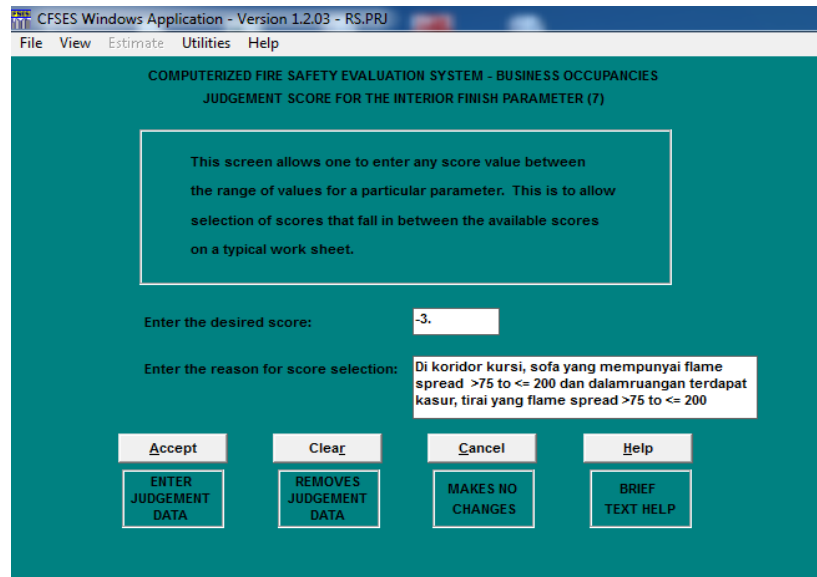 CFSES Windows Application - Version 1.2.03 - RS.PRJ
File View Estimate Utilities Help
COMPUTERIZED FIRE SAFETY EVALUATION SYSTEM - BUSINESS OCCUPANCIES
JUDGEMENT SCORE FOR THE INTERIOR FINISH PARAMETER (7)
This screen allows one to enter any score value between
the range of values for a particular parameter. This is to allow
selection of scores that fall in between the available scores
on a typical work sheet.
Enter the desired score: -3.
Enter the reason for score selection: Di koridor kursi, sofa yang mempunyai flame
spread >75 to <= 200 dan dalamruangan terdapat
kasur, tirai yang flame spread >75 to <= 200
Accept Clear Cancel Help
ENTER
JUDGEMENT
DATA
REMOVES
JUDGEMENT
DATA
MAKES NO
CHANGES
BRIEF
TEXT HELP